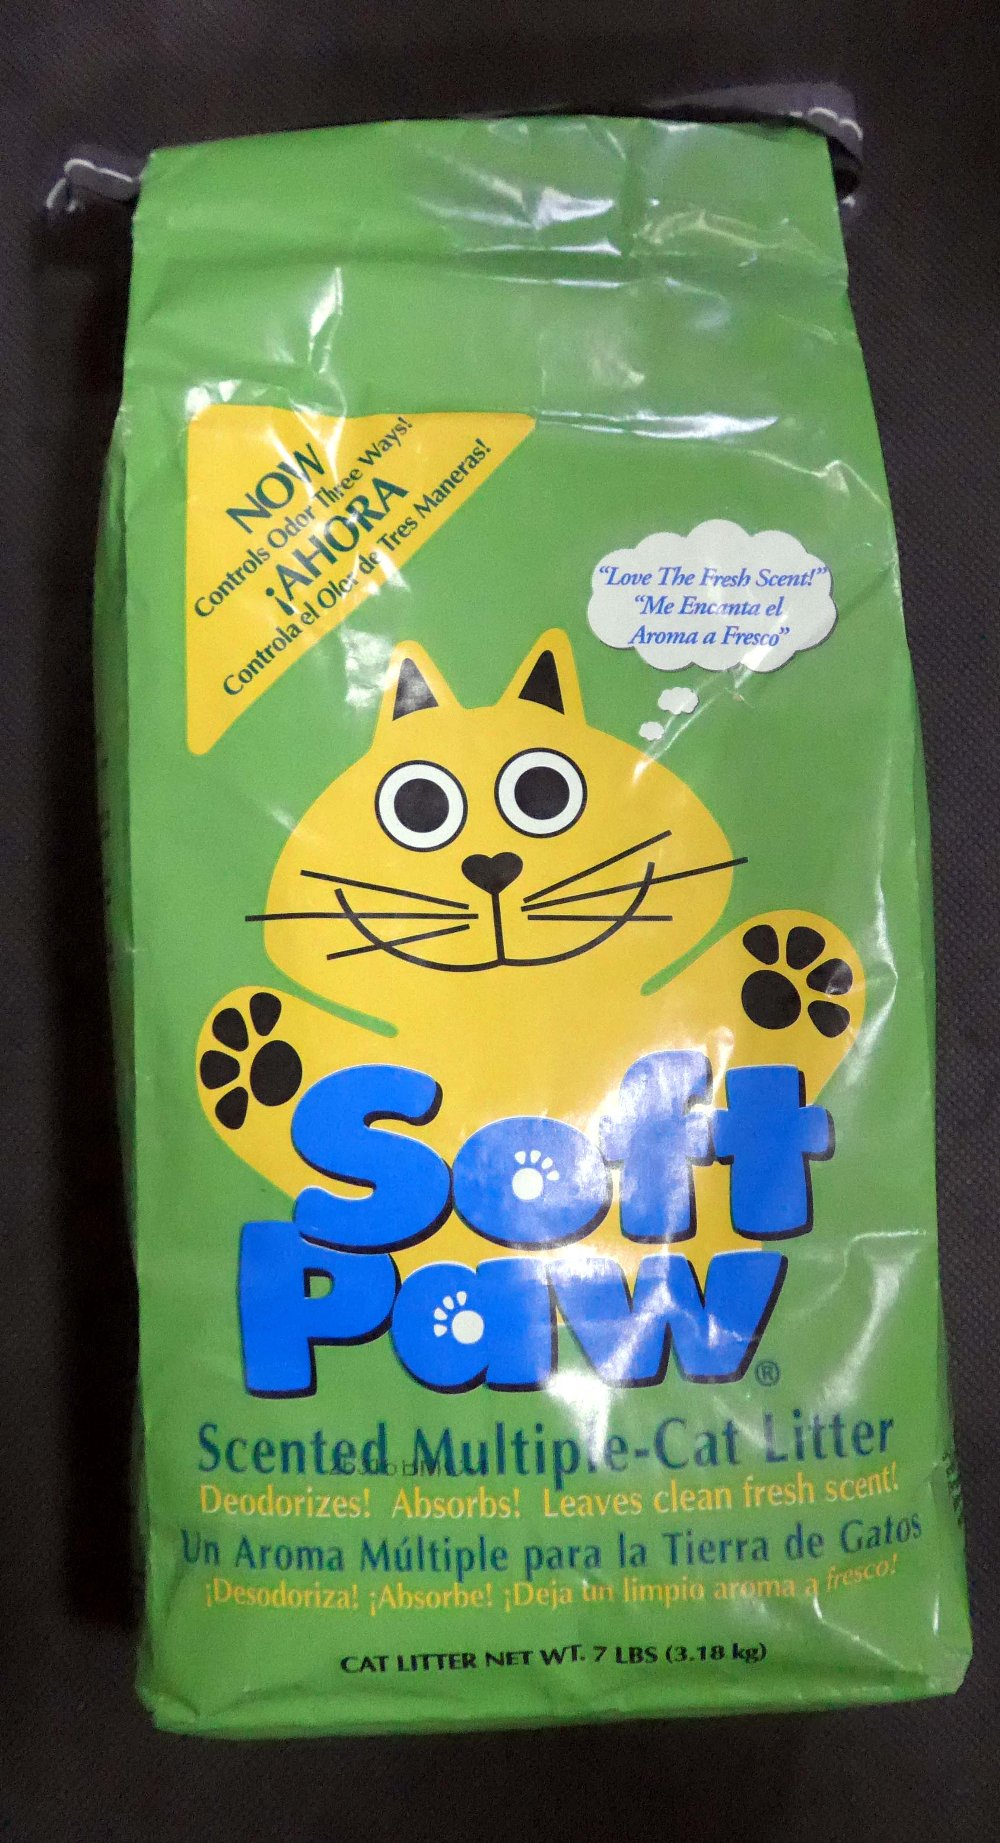 NOW
Controls Odor Three Ways!
¡AHORA
Controla el Olor de Tres Maneras!
“Love The Fresh Scent!”
“Me Encanta el
Aroma a Fresco”
Soft
Paw®
Scented Multiple-Cat Litter
Deodorizes! Absorbs! Leaves clean fresh scent!
Un Aroma Múltiple para la Tierra de Gatos
¡Desodoriza! ¡Absorbe! ¡Deja un limpio aroma a fresco!
CAT LITTER NET WT. 7 LBS (3.18 kg)